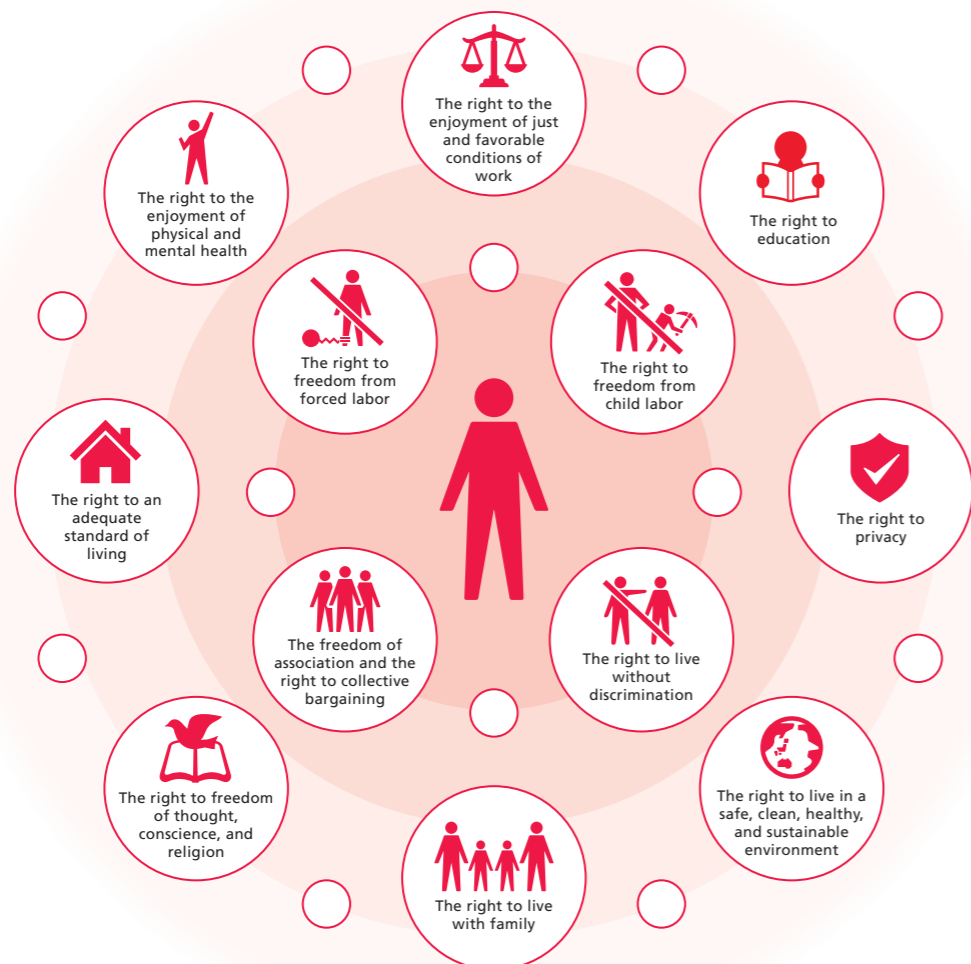 The right to the
enjoyment of just
and favorable
conditions of
work
The right to the
enjoyment of
physical and
mental health
The right to
education
The right to
freedom from
forced labor
The right to
freedom from
child labor
The right to an
adequate
standard of
living
The right to
privacy
The freedom of
association and the
right to collective
bargaining
The right to live
without
discrimination
The right to freedom
of thought,
conscience, and
religion
The right to live in a
safe, clean, healthy,
and sustainable
environment
The right to live
with family